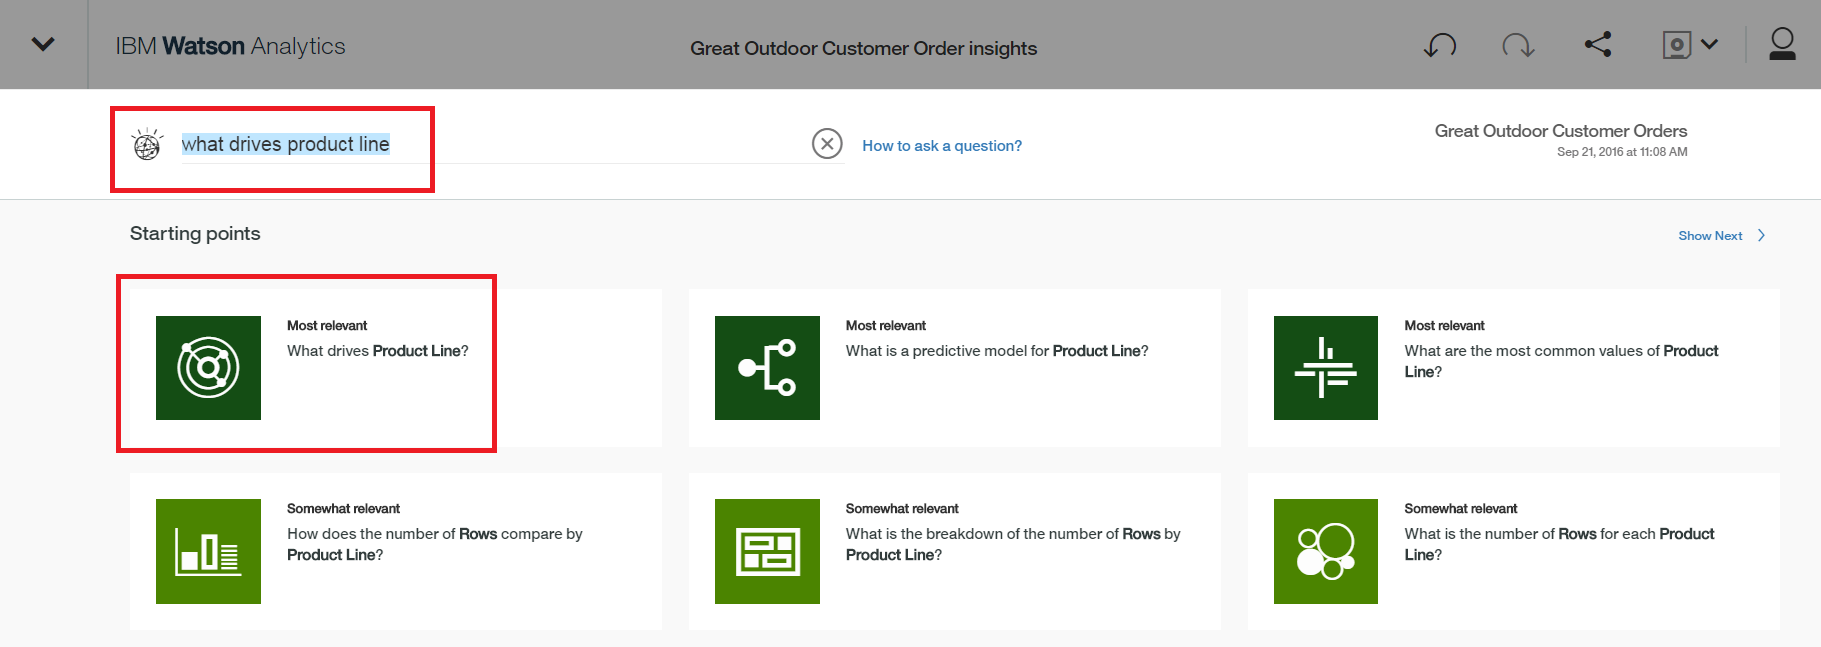 IBM Watson Analytics
Great Outdoor Customer Order insights
what drives product line
How to ask a question?
Great Outdoor Customer Orders
Sep 21, 2016 at 11:08 AM
Starting points
Show Next
Most relevant
What drives Product Line?
Most relevant
What is a predictive model for Product Line?
Most relevant
What are the most common values of Product
Line?
Somewhat relevant
How does the number of Rows compare by
Product Line?
Somewhat relevant
What is the breakdown of the number of Rows by
Product Line?
Somewhat relevant
What is the number of Rows for each Product
Line?